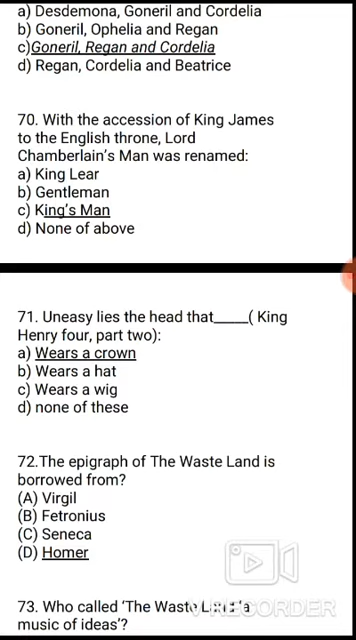 a) Desdemona, Goneril and Cordelia
b) Goneril, Ophelia and Regan
c)Goneril, Regan and Cordelia
d) Regan, Cordelia and Beatrice
70. With the accession of King James
to the English throne, Lord
Chamberlain's Man was renamed:
a) King Lear
b) Gentleman
c) King's Man
d) None of above
71. Uneasy lies the head that_____( King
Henry four, part two):
a) Wears a crown
b) Wears a hat
c) Wears a wig
d) none of these
72.The epigraph of The Waste Land is
borrowed from?
(A) Virgil
(B) Fetronius
(C) Seneca
(D) Homer
73. Who called 'The Waste Land 'a
music of ideas'?
V RECORDER